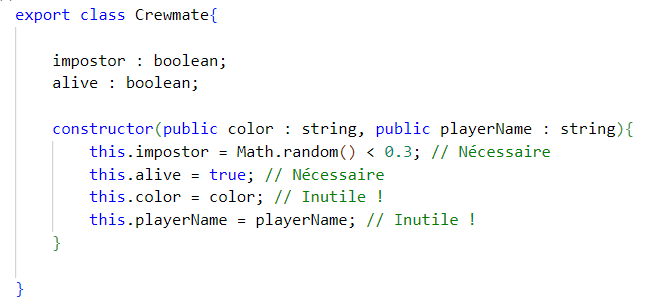 export class Crewmate{
impostor : boolean;
alive : boolean;
constructor(public color : string, public playerName : string){
this.impostor = Math.random() < 0.3; // Nécessaire
this.alive = true; // Nécessaire
this.color = color; // Inutile !
this.playerName = playerName; // Inutile !
}
}